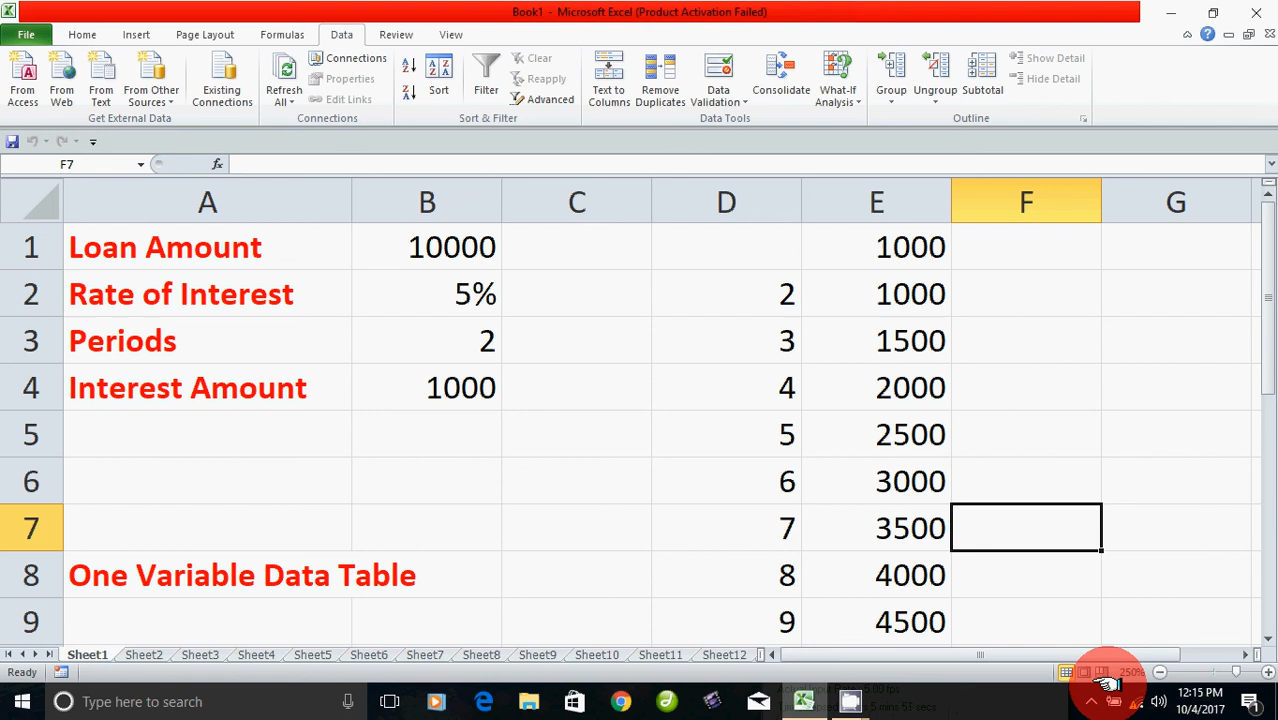 Book1 - Microsoft Excel (Product Activation Failed)
File Home Insert Page Layout Formulas Data Review View
From Access
From Web
From Text
From Other Sources
Existing Connections
Get External Data
Refresh All
Connections
Properties
Edit Links
Connections
Sort
Filter
Clear
Reapply
Advanced
Sort & Filter
Text to Columns
Remove Duplicates
Data Validation
Consolidate
What-If Analysis
Data Tools
Group
Ungroup
Subtotal
Show Detail
Hide Detail
Outline
F7 fx
A B C D E F G
1 Loan Amount 10000 1000
2 Rate of Interest 5% 2 1000
3 Periods 2 3 1500
4 Interest Amount 1000 4 2000
5 5 2500
6 6 3000
7 7 3500
8 One Variable Data Table 8 4000
9 9 4500
Sheet1 Sheet2 Sheet3 Sheet4 Sheet5 Sheet6 Sheet7 Sheet8 Sheet9 Sheet10 Sheet11 Sheet12
Ready 250%
Type here to search
12:15 PM
10/4/2017